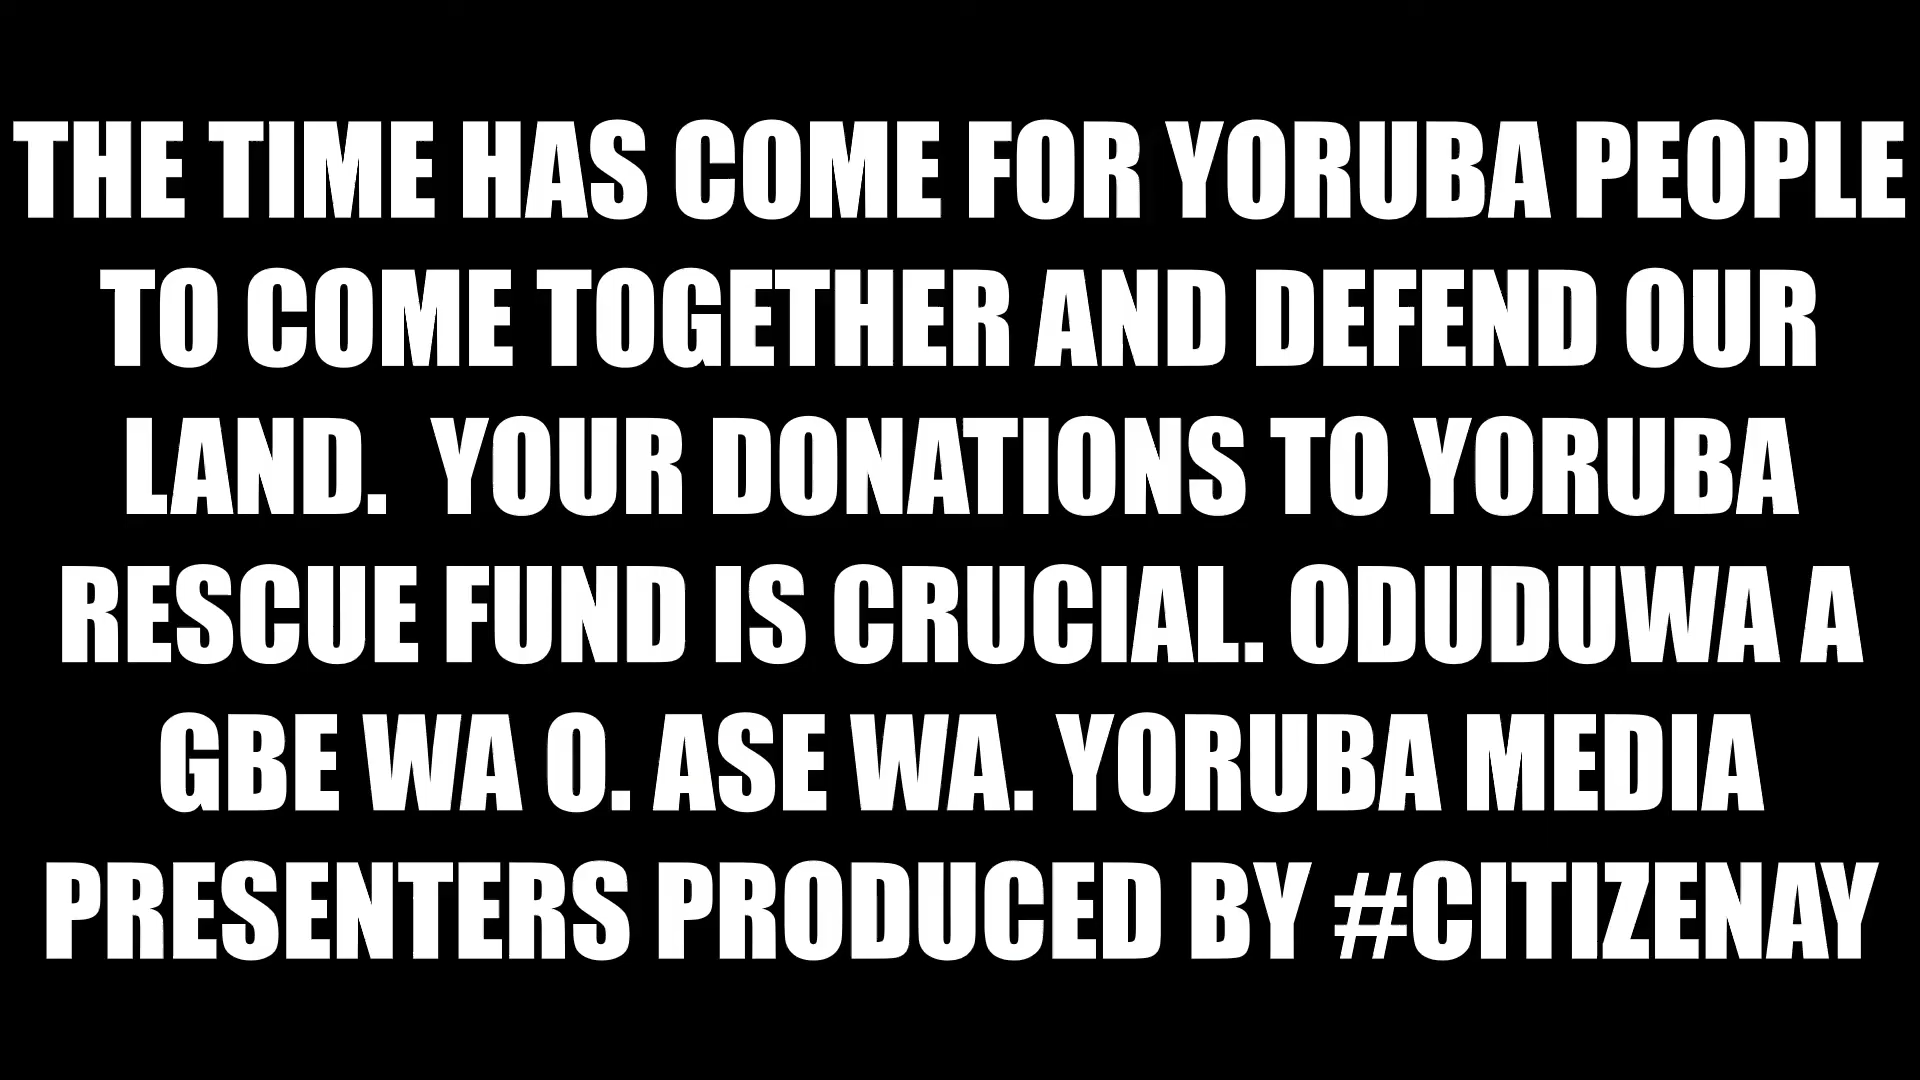 THE TIME HAS COME FOR YORUBA PEOPLE
TO COME TOGETHER AND DEFEND OUR
LAND.  YOUR DONATIONS TO YORUBA
RESCUE FUND IS CRUCIAL. ODUDUWA A
GBE WA O. ASE WA. YORUBA MEDIA
PRESENTERS PRODUCED BY #CITIZENAY